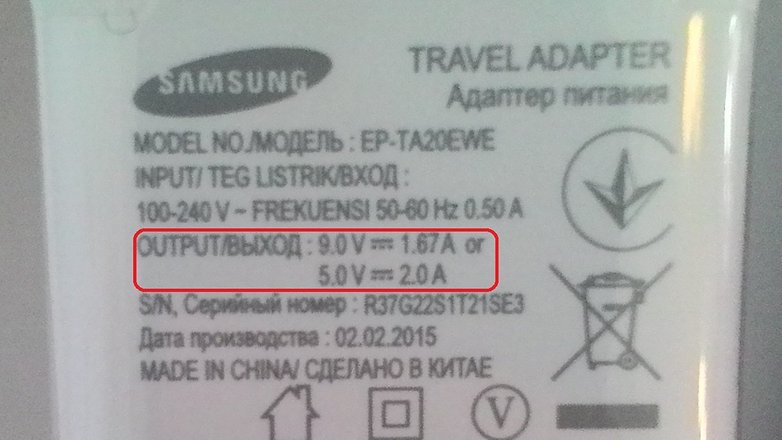 SAMSUNG
TRAVEL ADAPTER
Адаптер питания
MODEL NO./МОДЕЛЬ : EP-TA20EWE
INPUT/ TEG LISTRIK/ВХОД :
100-240 V ~ FREKUENSI 50-60 Hz 0.50 A
OUTPUT/ВЫХОД : 9.0 V ⎓ 1.67 A or
5.0 V ⎓ 2.0 A
S/N, Серийный номер : R37G22S1T21SE3
Дата производства : 02.02.2015
MADE IN CHINA/ СДЕЛАНО В КИТАЕ
V